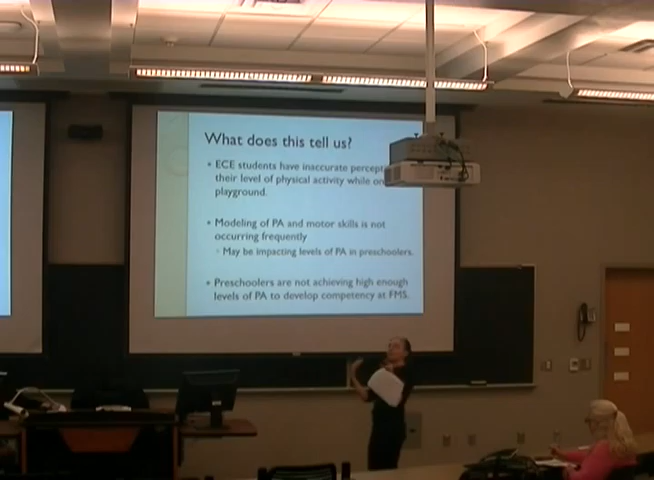 What does this tell us?
• ECE students have inaccurate
their level of physical activity while
playground.
• Modeling of PA and motor skills is not
occurring frequently
◦ May be impacting levels of PA in preschoolers.
• Preschoolers are not achieving high enough
levels of PA to develop competency at FMS.